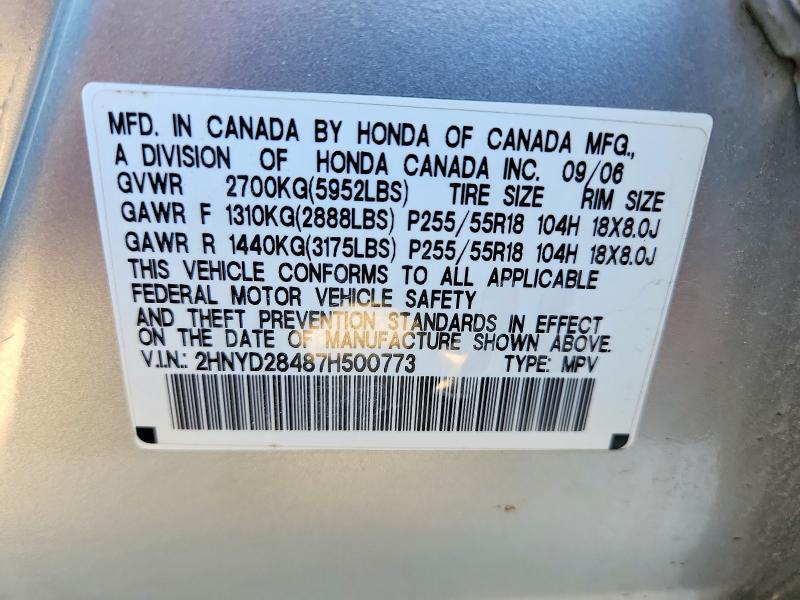 MFD. IN CANADA BY HONDA OF CANADA MFG.,
A DIVISION OF HONDA CANADA INC. 09/06
GVWR 2700KG(5952LBS) TIRE SIZE RIM SIZE
GAWR F 1310KG(2888LBS) P255/55R18 104H 18X8.0J
GAWR R 1440KG(3175LBS) P255/55R18 104H 18X8.0J
THIS VEHICLE CONFORMS TO ALL APPLICABLE
FEDERAL MOTOR VEHICLE SAFETY
AND THEFT PREVENTION STANDARDS IN EFFECT
ON THE DATE OF MANUFACTURE SHOWN ABOVE.
V.I.N.: 2HNYD28487H500773 TYPE: MPV